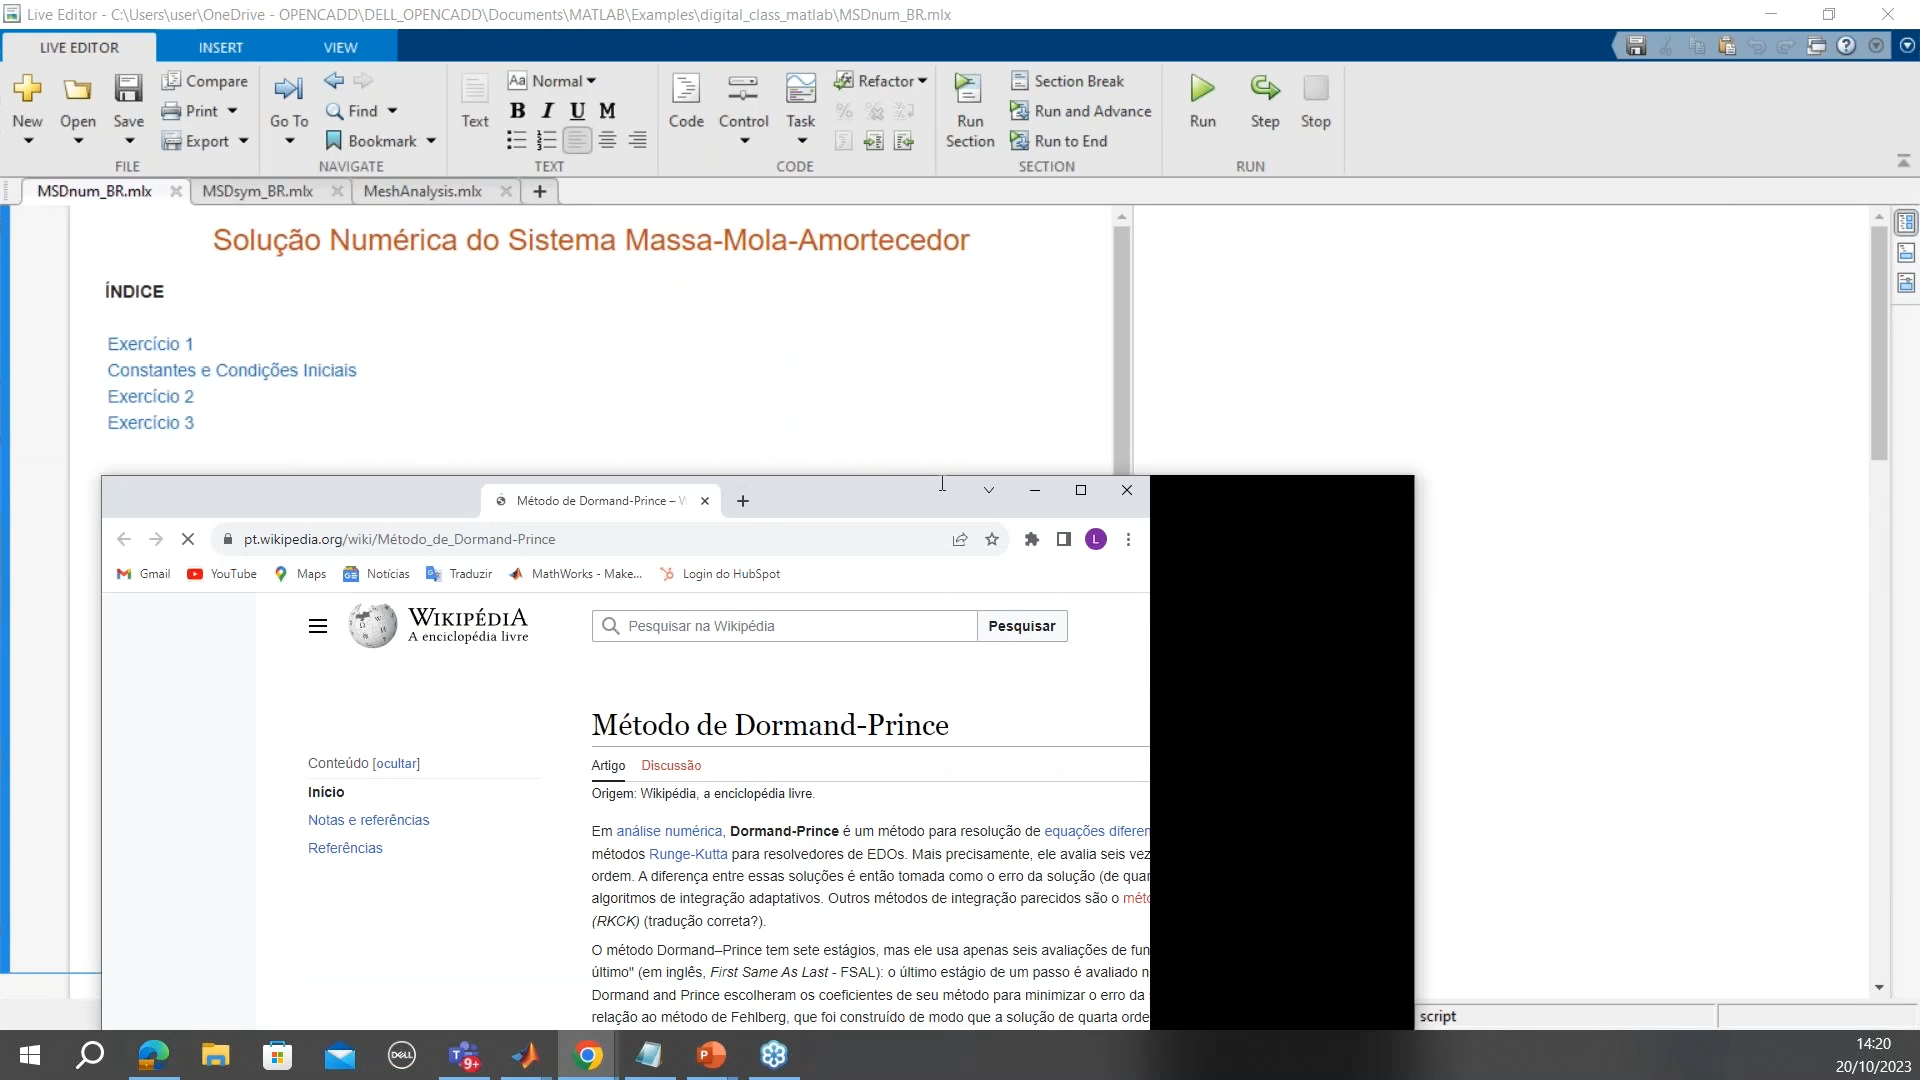 Live Editor - C:\Users\user\OneDrive - OPENCADD\DELL_OPENCADD\Documents\MATLAB\Examples\digital_class_matlab\MSDnum_BR.mlx
LIVE EDITOR INSERT VIEW
New Open Save Compare Print Export
FILE
Go To Find Bookmark
NAVIGATE
Text Aa Normal B I U M
TEXT
Code Control Task Refactor
CODE
Run Section Section Break Run and Advance Run to End
SECTION
Run Step Stop
RUN
MSDnum_BR.mlx MSDsym_BR.mlx MeshAnalysis.mlx
Solução Numérica do Sistema Massa-Mola-Amortecedor
ÍNDICE
Exercício 1
Constantes e Condições Iniciais
Exercício 2
Exercício 3
Método de Dormand-Prince – W
pt.wikipedia.org/wiki/Método_de_Dormand-Prince
L
Gmail YouTube Maps Notícias Traduzir MathWorks - Make... Login do HubSpot
WIKIPÉDIA
A enciclopédia livre
Pesquisar na Wikipédia Pesquisar
Método de Dormand-Prince
Conteúdo [ocultar]
Início
Notas e referências
Referências
Artigo Discussão
Origem: Wikipédia, a enciclopédia livre.
Em análise numérica, Dormand-Prince é um método para resolução de equações diferen
métodos Runge-Kutta para resolvedores de EDOs. Mais precisamente, ele avalia seis vez
ordem. A diferença entre essas soluções é então tomada como o erro da solução (de quar
algoritmos de integração adaptativos. Outros métodos de integração parecidos são o méto
(RKCK) (tradução correta?).
O método Dormand–Prince tem sete estágios, mas ele usa apenas seis avaliações de fun
último" (em inglês, First Same As Last - FSAL): o último estágio de um passo é avaliado n
Dormand and Prince escolheram os coeficientes de seu método para minimizar o erro da
relação ao método de Fehlberg, que foi construído de modo que a solução de quarta orde
script
DELL
9+
14:20
20/10/2023